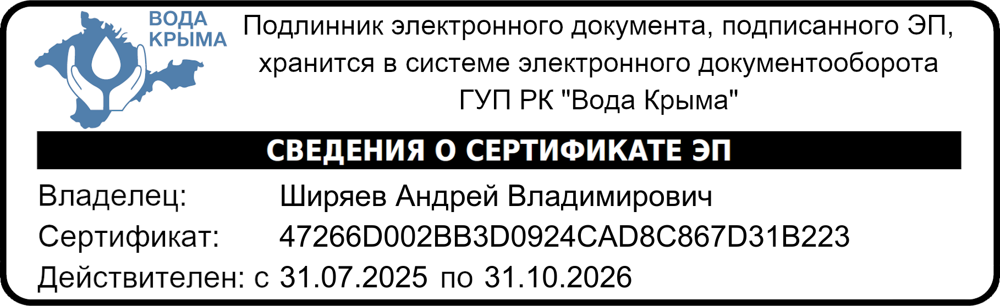 ВОДА
КРЫМА
Подлинник электронного документа, подписанного ЭП,
хранится в системе электронного документооборота
ГУП РК "Вода Крыма"
СВЕДЕНИЯ О СЕРТИФИКАТЕ ЭП
Владелец: Ширяев Андрей Владимирович
Сертификат: 47266D002BB3D0924CAD8C867D31B223
Действителен: с 31.07.2025 по 31.10.2026